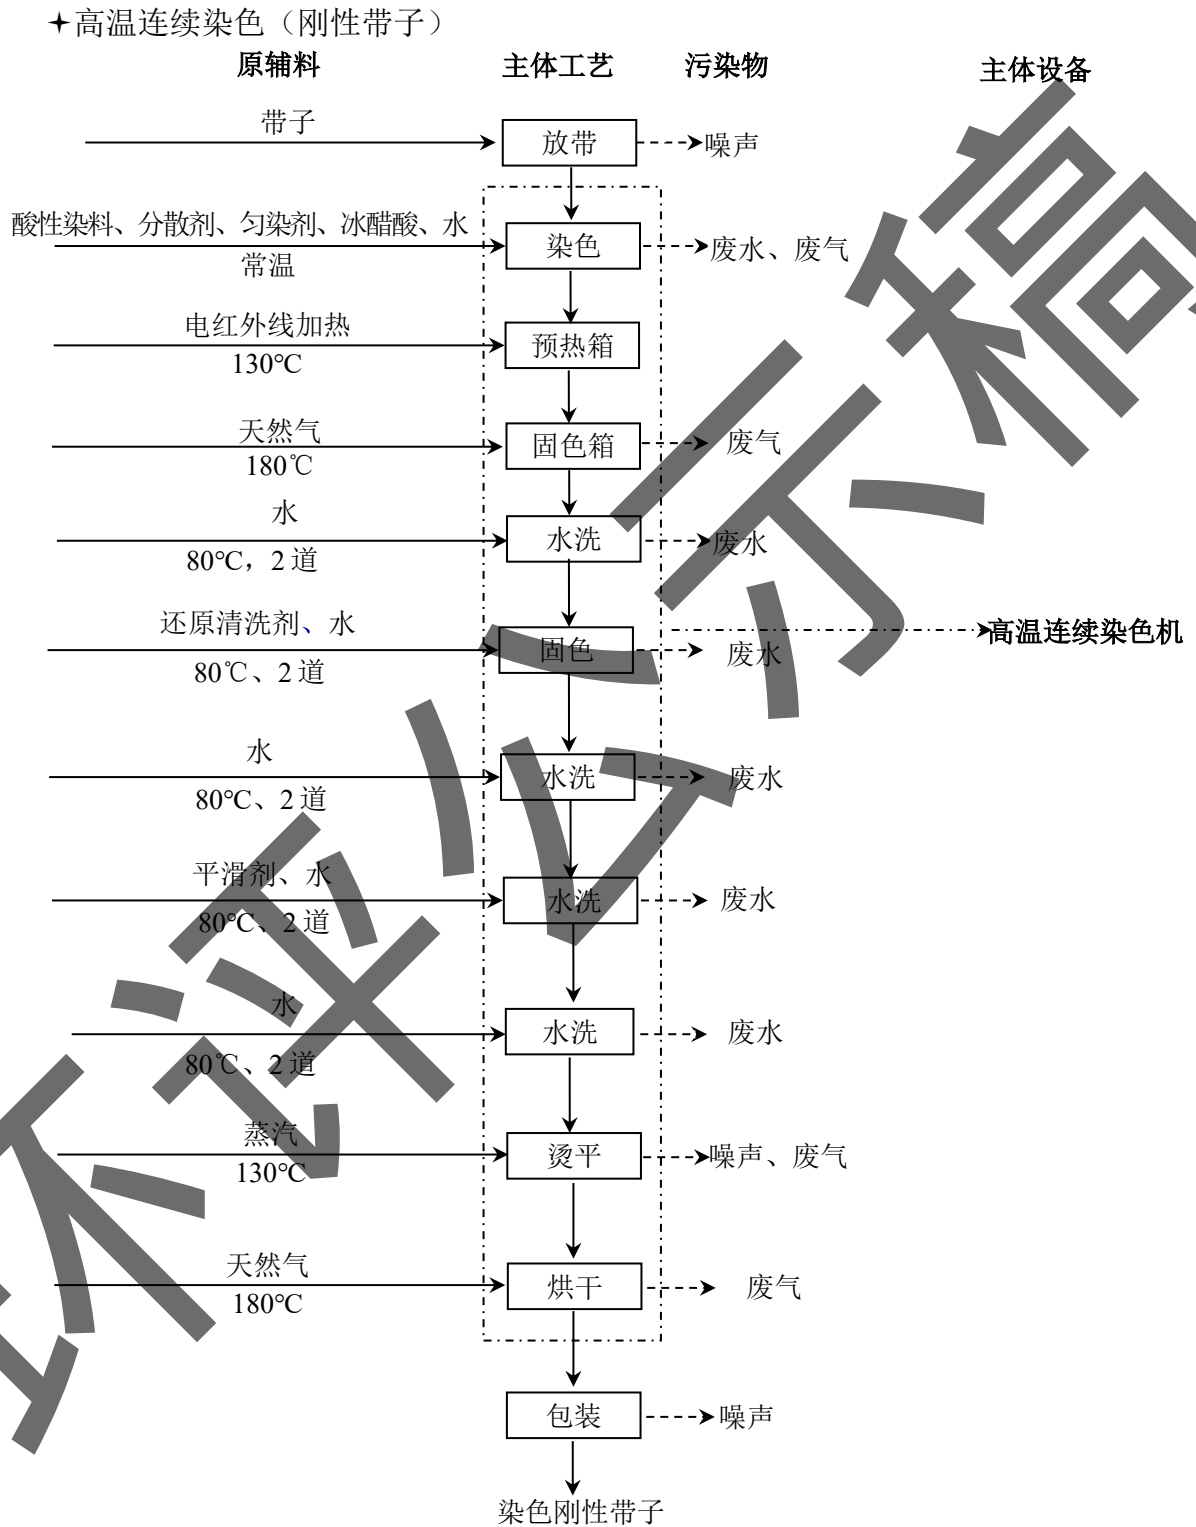 ✦高温连续染色（刚性带子）
原辅料 主体工艺 污染物 主体设备
带子
放带
噪声
酸性染料、分散剂、匀染剂、冰醋酸、水
常温
染色
废水、废气
电红外线加热
130℃
预热箱
天然气
180℃
固色箱
废气
水
80℃，2道
水洗
废水
还原清洗剂、水
80℃、2道
固色
废水
高温连续染色机
水
80℃、2道
水洗
废水
平滑剂、水
80℃、2道
水洗
废水
水
80℃、2道
水洗
废水
蒸汽
130℃
烫平
噪声、废气
天然气
180℃
烘干
废气
包装
噪声
染色刚性带子
环评公示稿